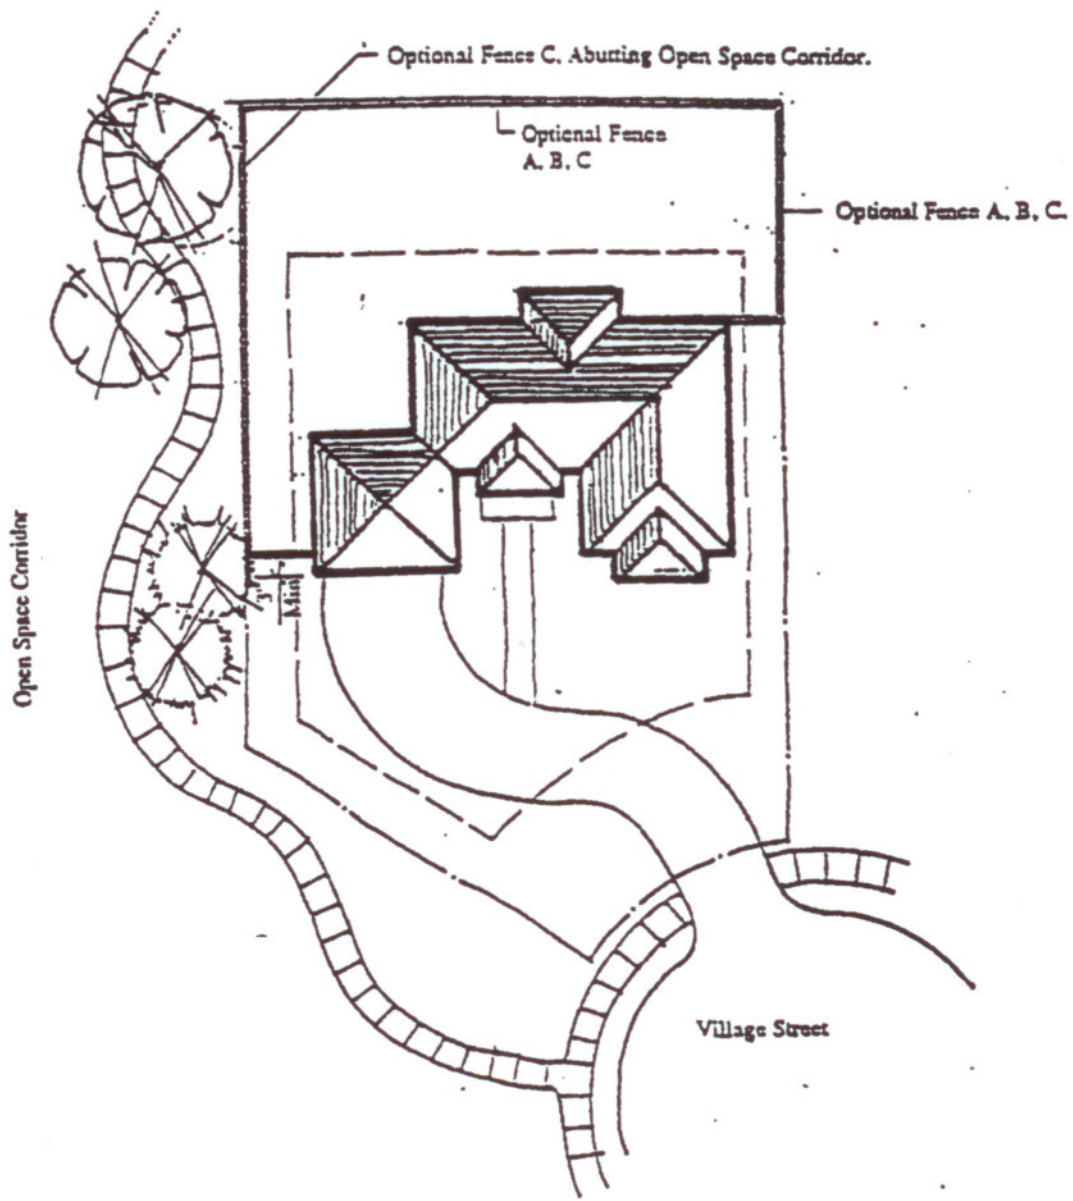 Optional Fence C. Abutting Open Space Corridor.
Optional Fence
A, B, C
Optional Fence A, B, C.
Open Space Corridor
3'
Min
Village Street